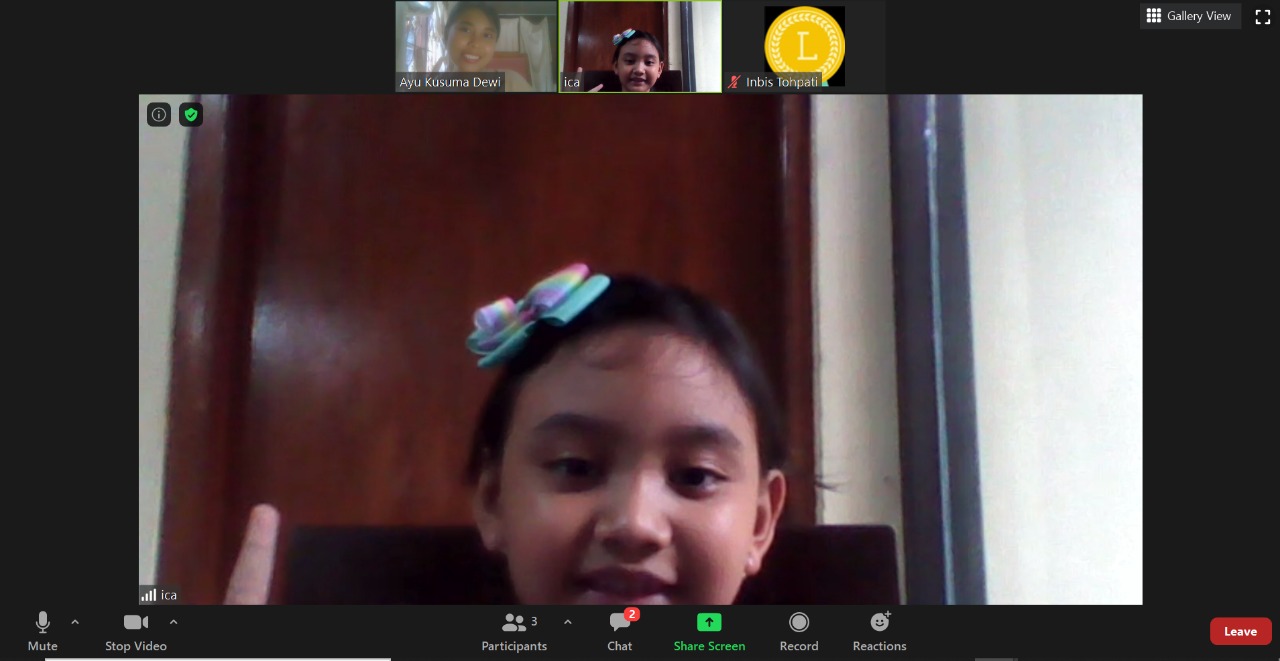 Gallery View
Ayu Kusuma Dewi
ica
L
Inbis Tohpati
ica
Mute
Stop Video
3
Participants
2
Chat
Share Screen
Record
Reactions
Leave